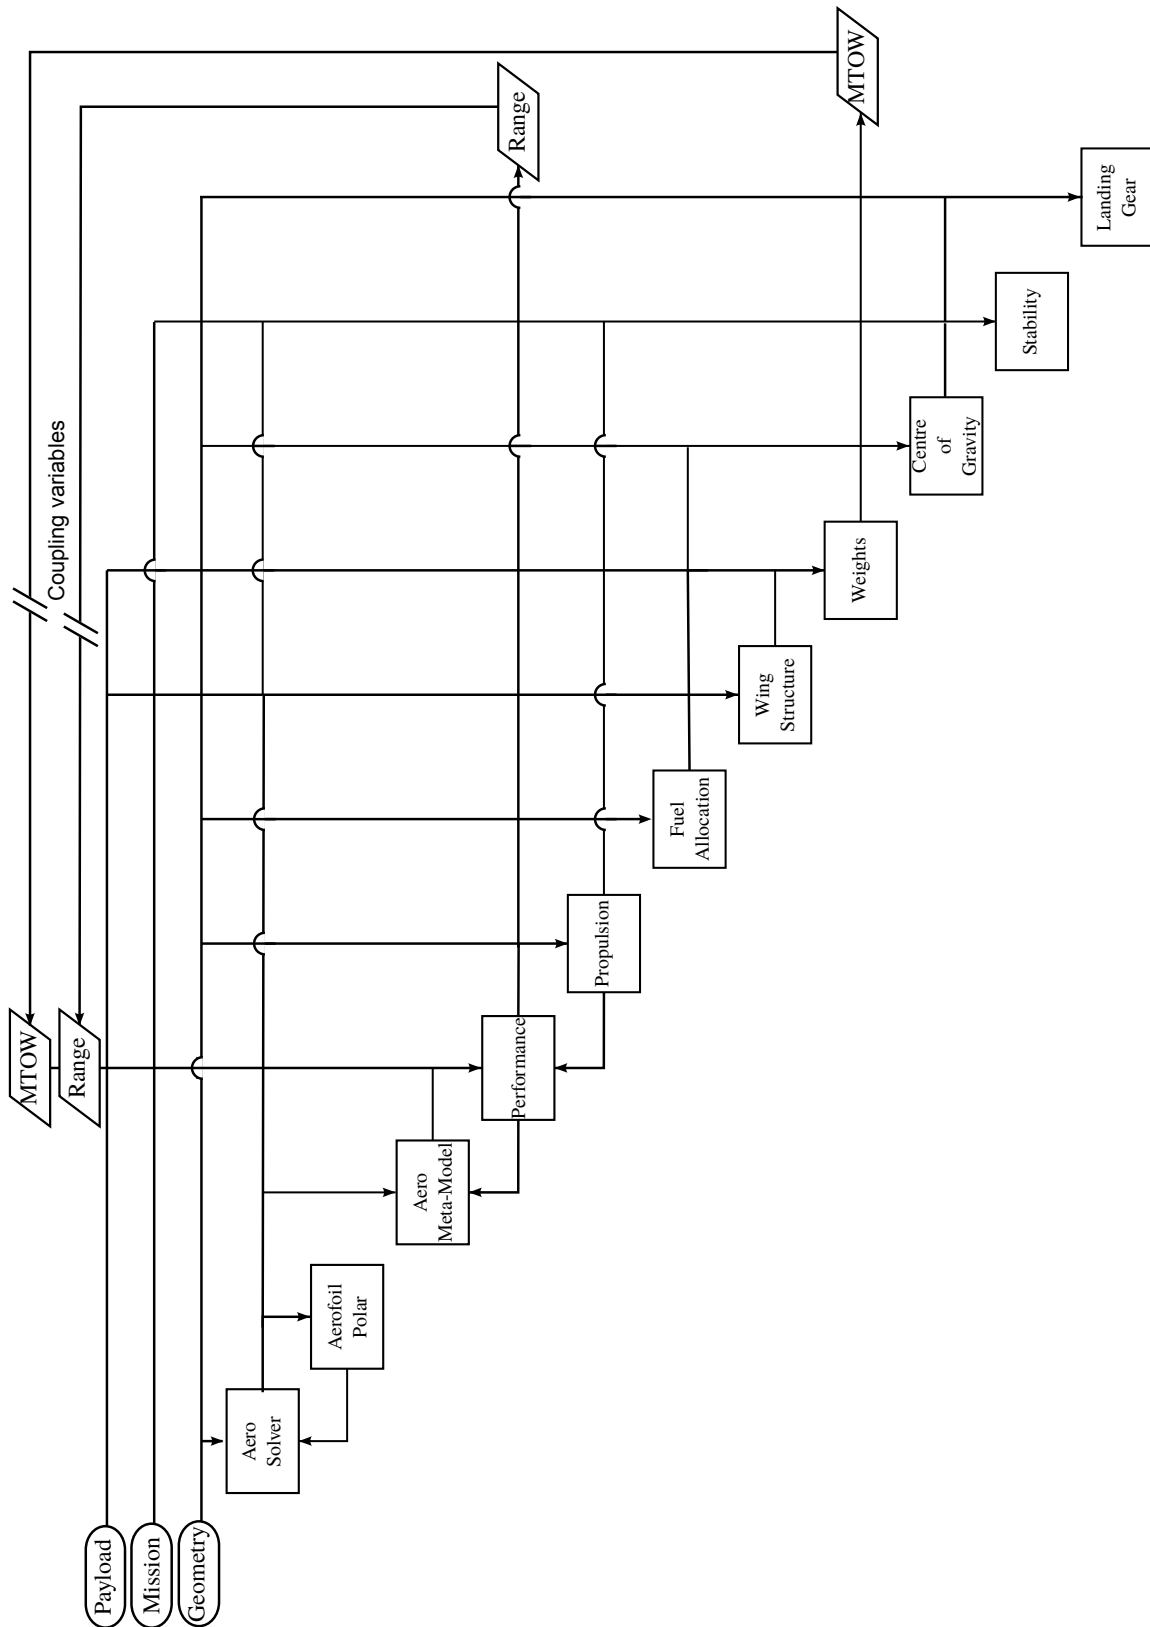 Payload
Mission
Geometry
MTOW
Range
Coupling variables
Range
MTOW
Aero
Solver
Aerofoil
Polar
Aero
Meta-Model
Performance
Propulsion
Fuel
Allocation
Wing
Structure
Weights
Centre
of
Gravity
Stability
Landing
Gear